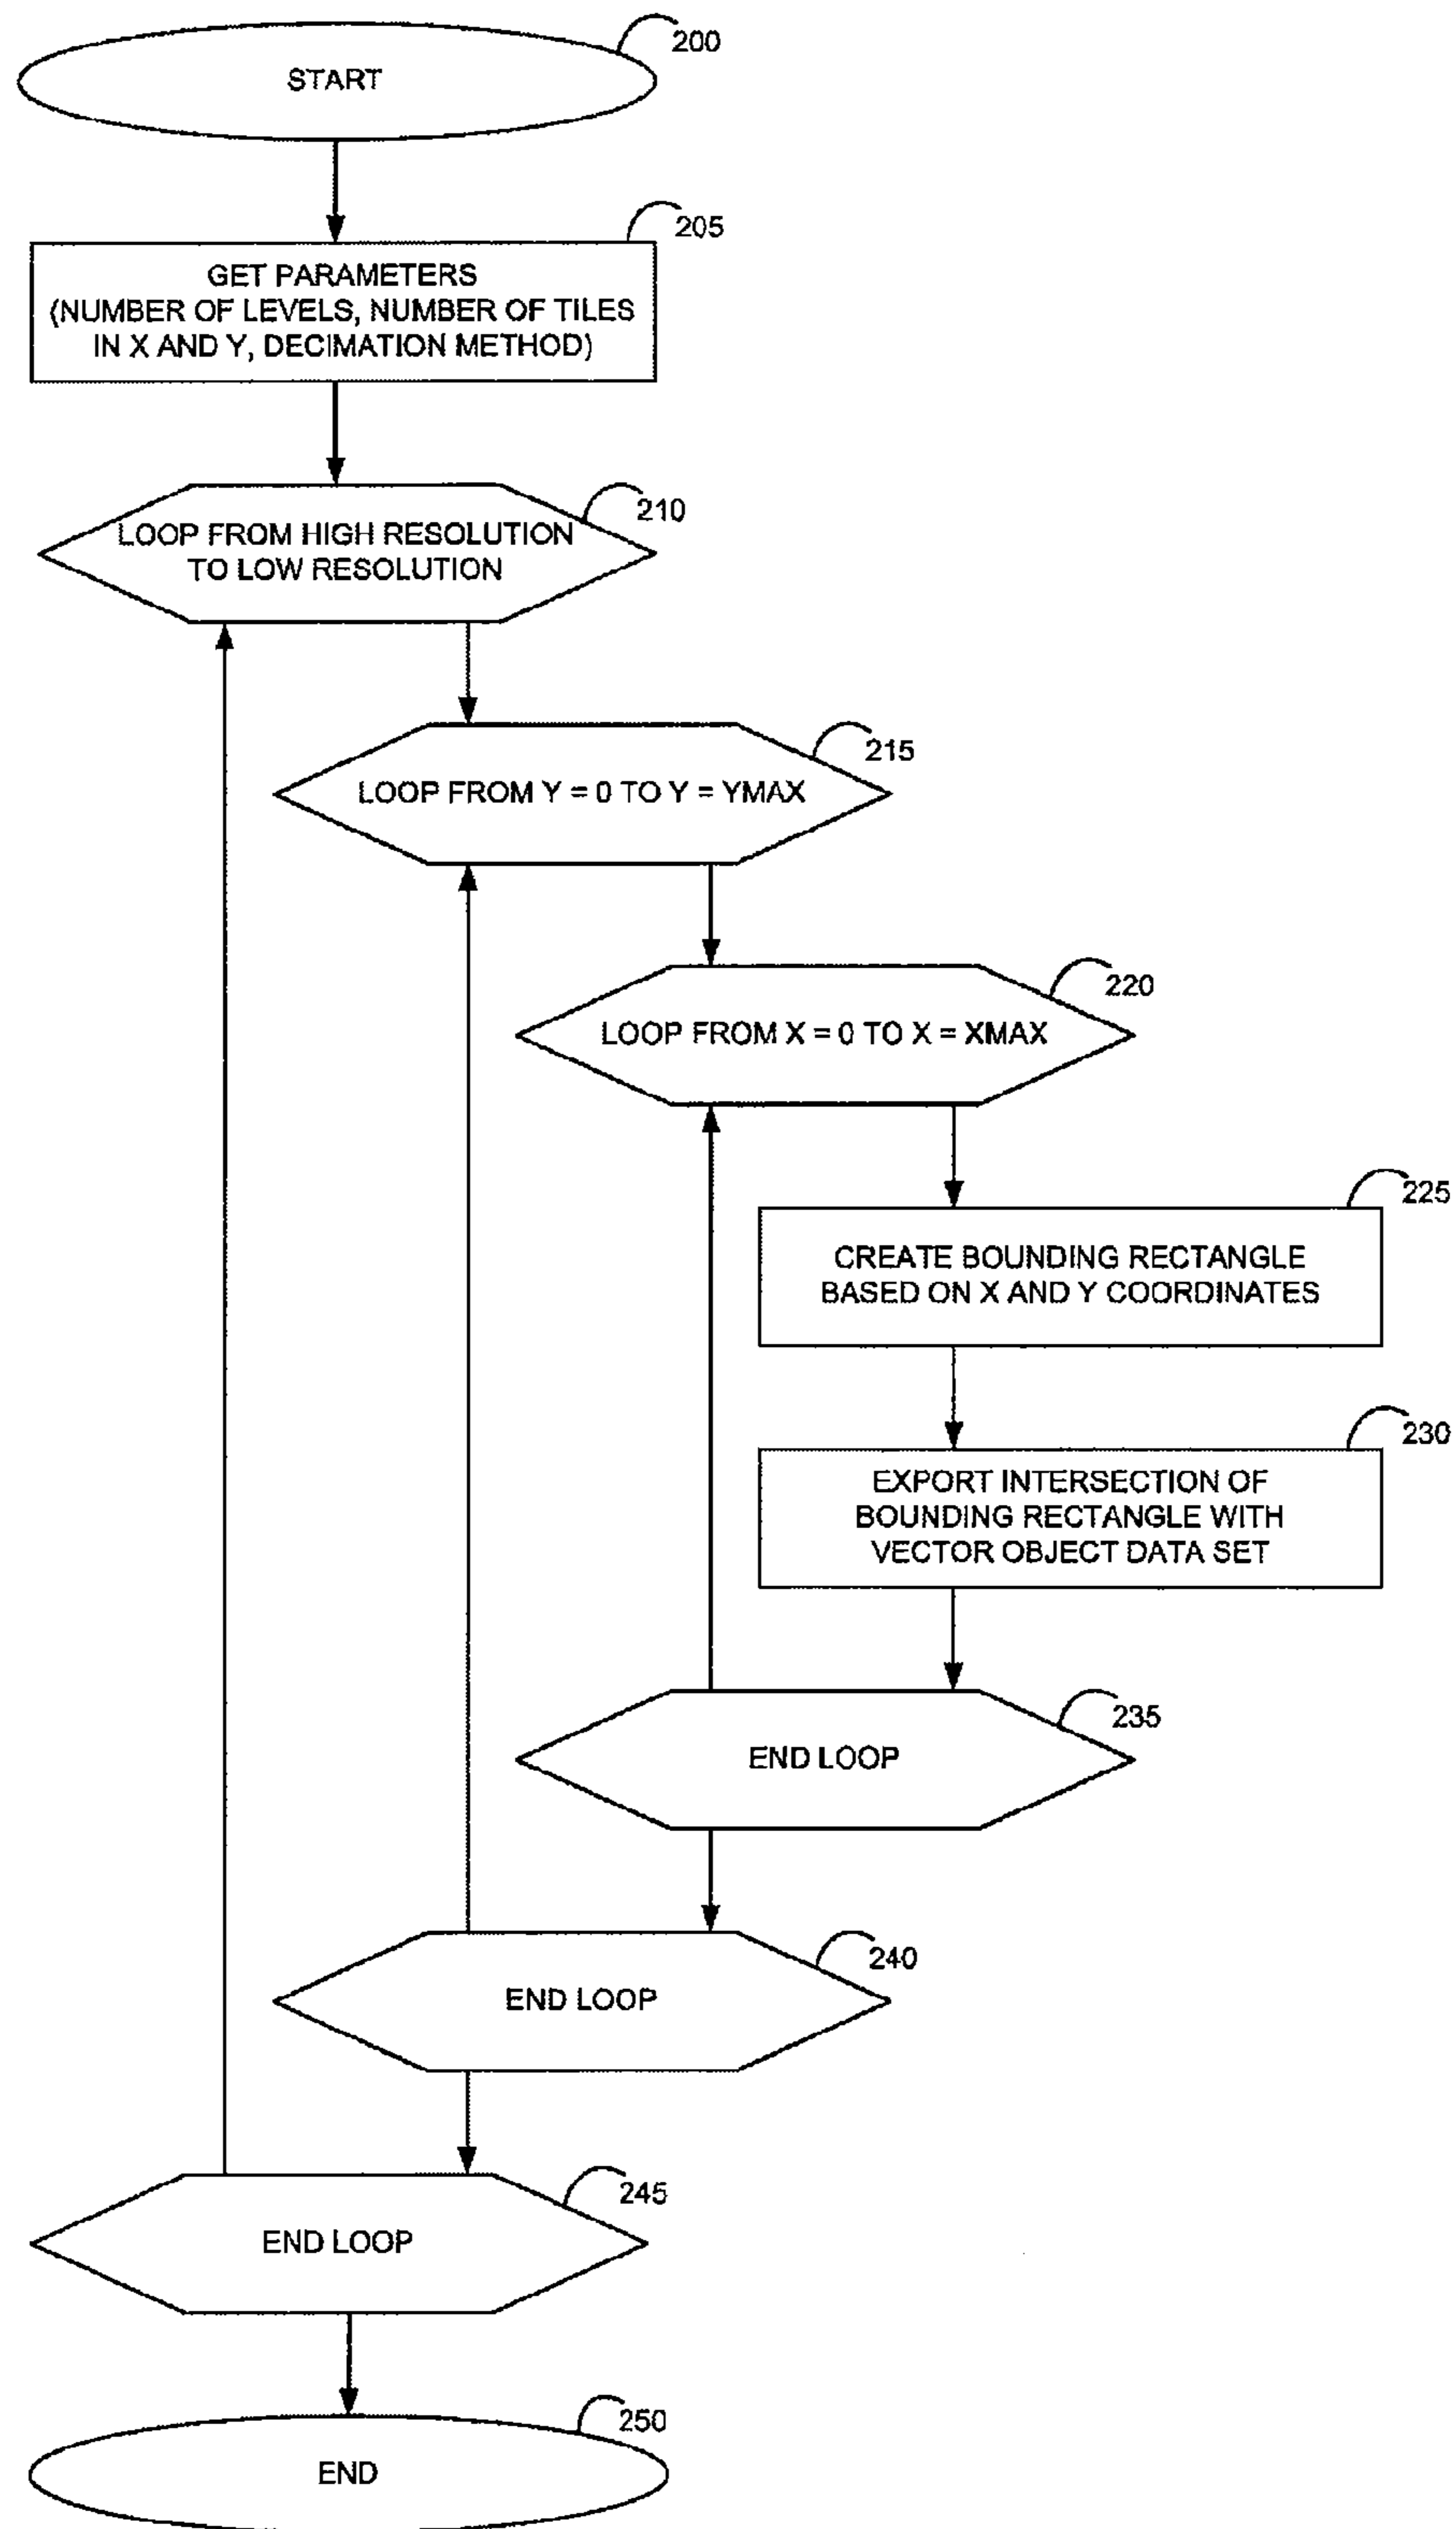 200
START
205
GET PARAMETERS
(NUMBER OF LEVELS, NUMBER OF TILES
IN X AND Y, DECIMATION METHOD)
210
LOOP FROM HIGH RESOLUTION
TO LOW RESOLUTION
215
LOOP FROM Y = 0 TO Y = YMAX
220
LOOP FROM X = 0 TO X = XMAX
225
CREATE BOUNDING RECTANGLE
BASED ON X AND Y COORDINATES
230
EXPORT INTERSECTION OF
BOUNDING RECTANGLE WITH
VECTOR OBJECT DATA SET
235
END LOOP
240
END LOOP
245
END LOOP
250
END